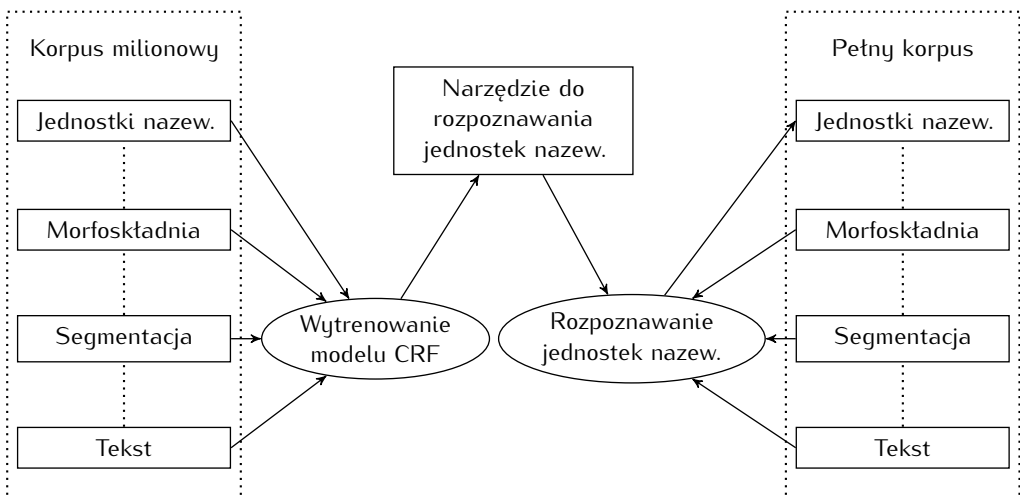 Korpus milionowy
Jednostki nazew.
Morfoskładnia
Segmentacja
Tekst
Narzędzie do
rozpoznawania
jednostek nazew.
Wytrenowanie
modelu CRF
Rozpoznawanie
jednostek nazew.
Pełny korpus
Jednostki nazew.
Morfoskładnia
Segmentacja
Tekst